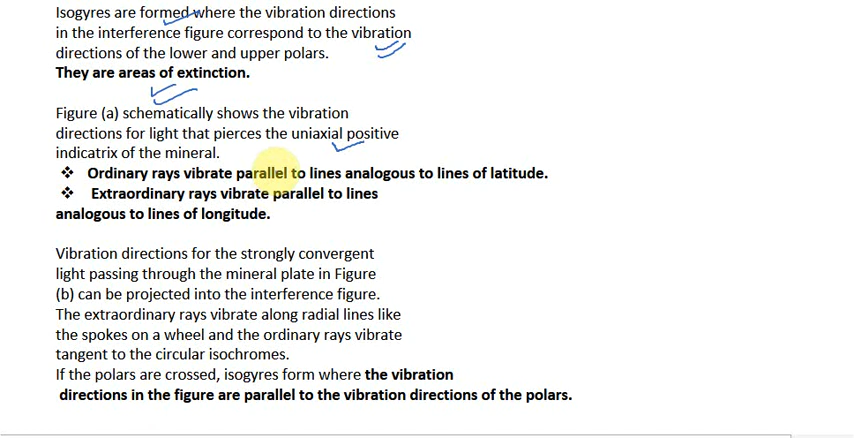 Isogyres are formed where the vibration directions
in the interference figure correspond to the vibration
directions of the lower and upper polars.
They are areas of extinction.
Figure (a) schematically shows the vibration
directions for light that pierces the uniaxial positive
indicatrix of the mineral.
❖ Ordinary rays vibrate parallel to lines analogous to lines of latitude.
❖ Extraordinary rays vibrate parallel to lines
analogous to lines of longitude.
Vibration directions for the strongly convergent
light passing through the mineral plate in Figure
(b) can be projected into the interference figure.
The extraordinary rays vibrate along radial lines like
the spokes on a wheel and the ordinary rays vibrate
tangent to the circular isochromes.
If the polars are crossed, isogyres form where the vibration
directions in the figure are parallel to the vibration directions of the polars.